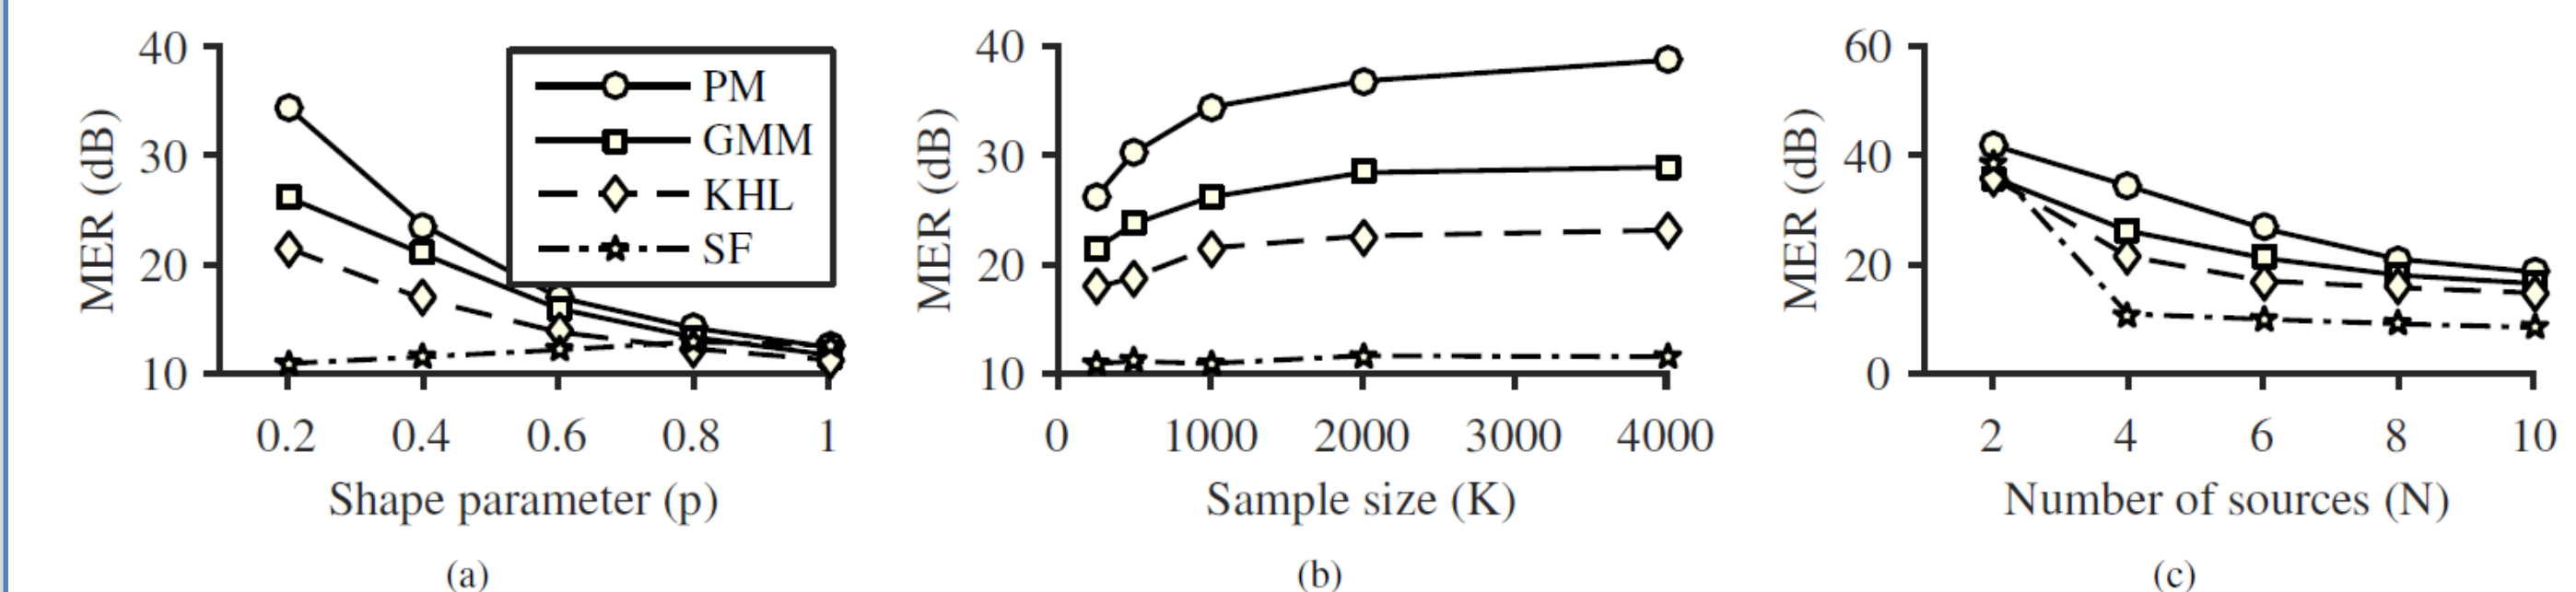 MER (dB)
40
30
20
10
0.2 0.4 0.6 0.8 1
Shape parameter (p)
(a)
PM
GMM
KHL
SF
MER (dB)
40
30
20
10
0 1000 2000 3000 4000
Sample size (K)
(b)
MER (dB)
60
40
20
0
2 4 6 8 10
Number of sources (N)
(c)